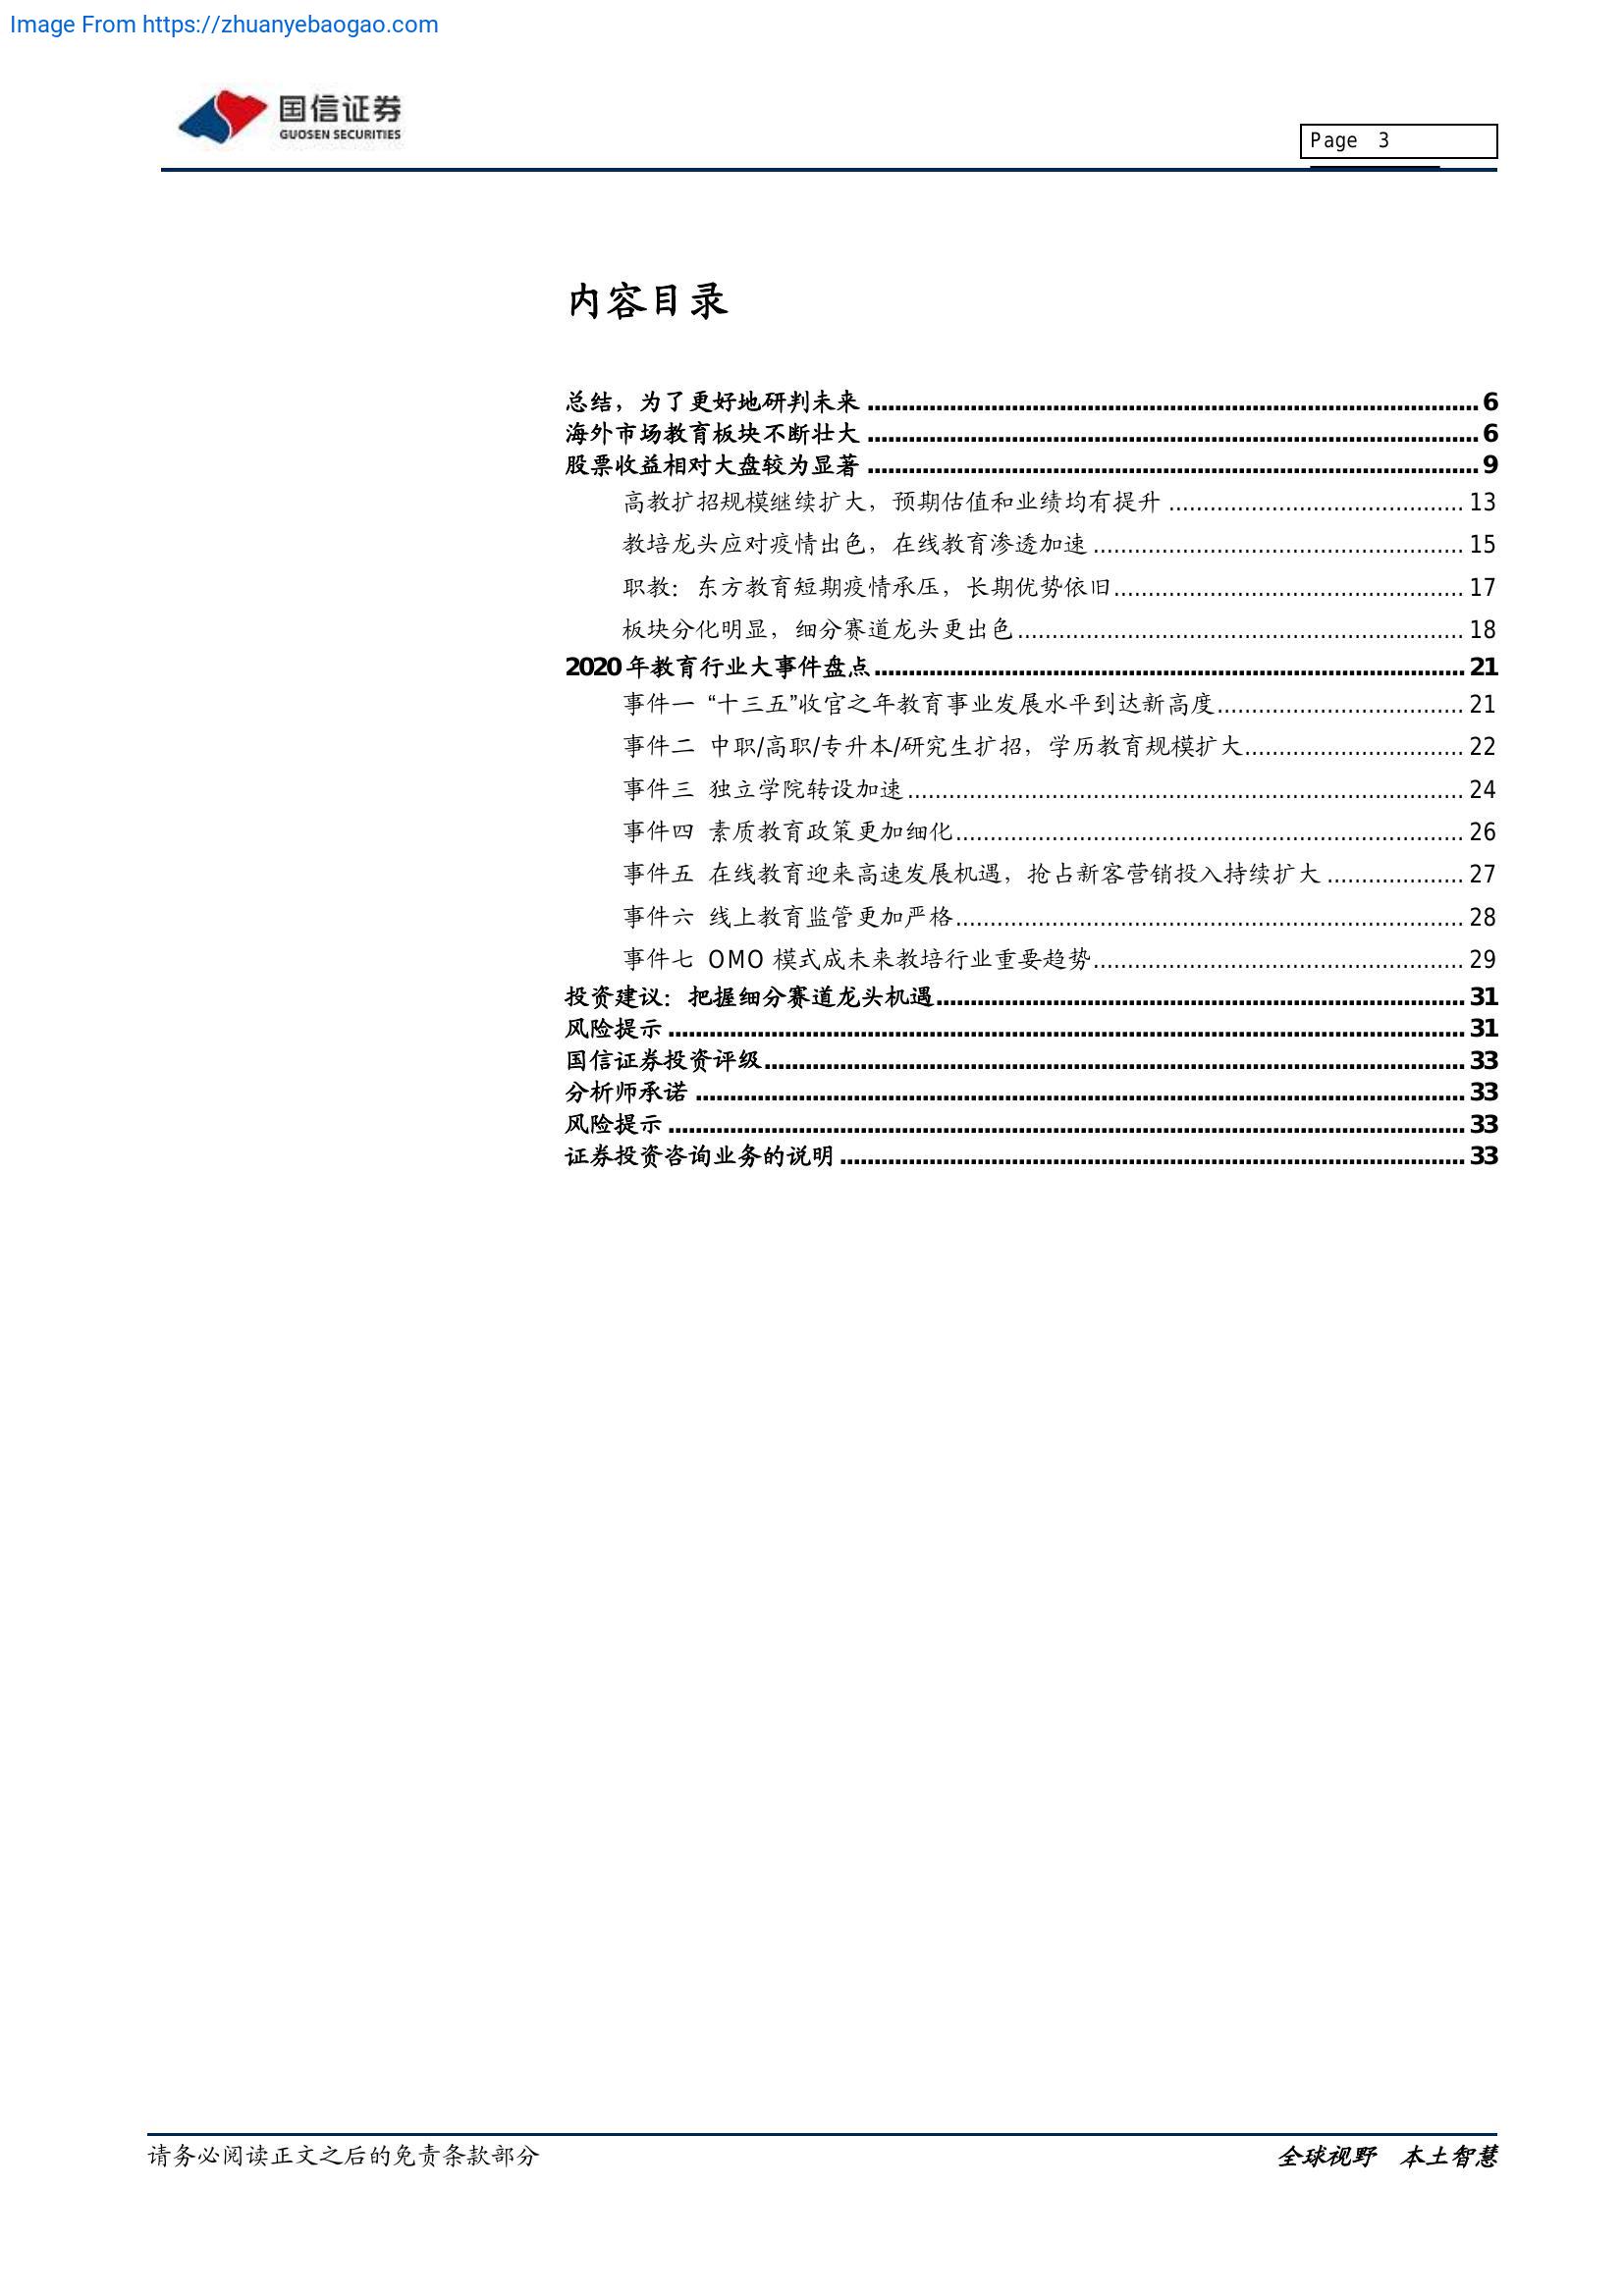 Image From https://zhuanyebaogao.com
国信证券
GUOSEN SECURITIES
Page 3
内容目录
总结，为了更好地研判未来 6
海外市场教育板块不断壮大 6
股票收益相对大盘较为显著 9
高教扩招规模继续扩大，预期估值和业绩均有提升 13
教培龙头应对疫情出色，在线教育渗透加速 15
职教：东方教育短期疫情承压，长期优势依旧 17
板块分化明显，细分赛道龙头更出色 18
2020年教育行业大事件盘点 21
事件一 “十三五”收官之年教育事业发展水平到达新高度 21
事件二 中职/高职/专升本/研究生扩招，学历教育规模扩大 22
事件三 独立学院转设加速 24
事件四 素质教育政策更加细化 26
事件五 在线教育迎来高速发展机遇，抢占新客营销投入持续扩大 27
事件六 线上教育监管更加严格 28
事件七 OMO 模式成未来教培行业重要趋势 29
投资建议：把握细分赛道龙头机遇 31
风险提示 31
国信证券投资评级 33
分析师承诺 33
风险提示 33
证券投资咨询业务的说明 33
请务必阅读正文之后的免责条款部分
全球视野 本土智慧